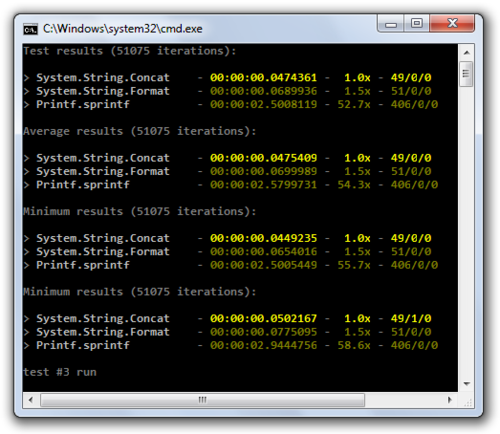 C:\Windows\system32\cmd.exe
Test results (51075 iterations):
> System.String.Concat - 00:00:00.0474361 - 1.0x - 49/0/0
> System.String.Format - 00:00:00.0689936 - 1.5x - 51/0/0
> Printf.sprintf - 00:00:02.5008119 - 52.7x - 406/0/0
Average results (51075 iterations):
> System.String.Concat - 00:00:00.0475409 - 1.0x - 49/0/0
> System.String.Format - 00:00:00.0699989 - 1.5x - 51/0/0
> Printf.sprintf - 00:00:02.5799731 - 54.3x - 406/0/0
Minimum results (51075 iterations):
> System.String.Concat - 00:00:00.0449235 - 1.0x - 49/0/0
> System.String.Format - 00:00:00.0654016 - 1.5x - 51/0/0
> Printf.sprintf - 00:00:02.5005449 - 55.7x - 406/0/0
Minimum results (51075 iterations):
> System.String.Concat - 00:00:00.0502167 - 1.0x - 49/1/0
> System.String.Format - 00:00:00.0775095 - 1.5x - 51/0/0
> Printf.sprintf - 00:00:02.9444756 - 58.6x - 406/0/0
test #3 run